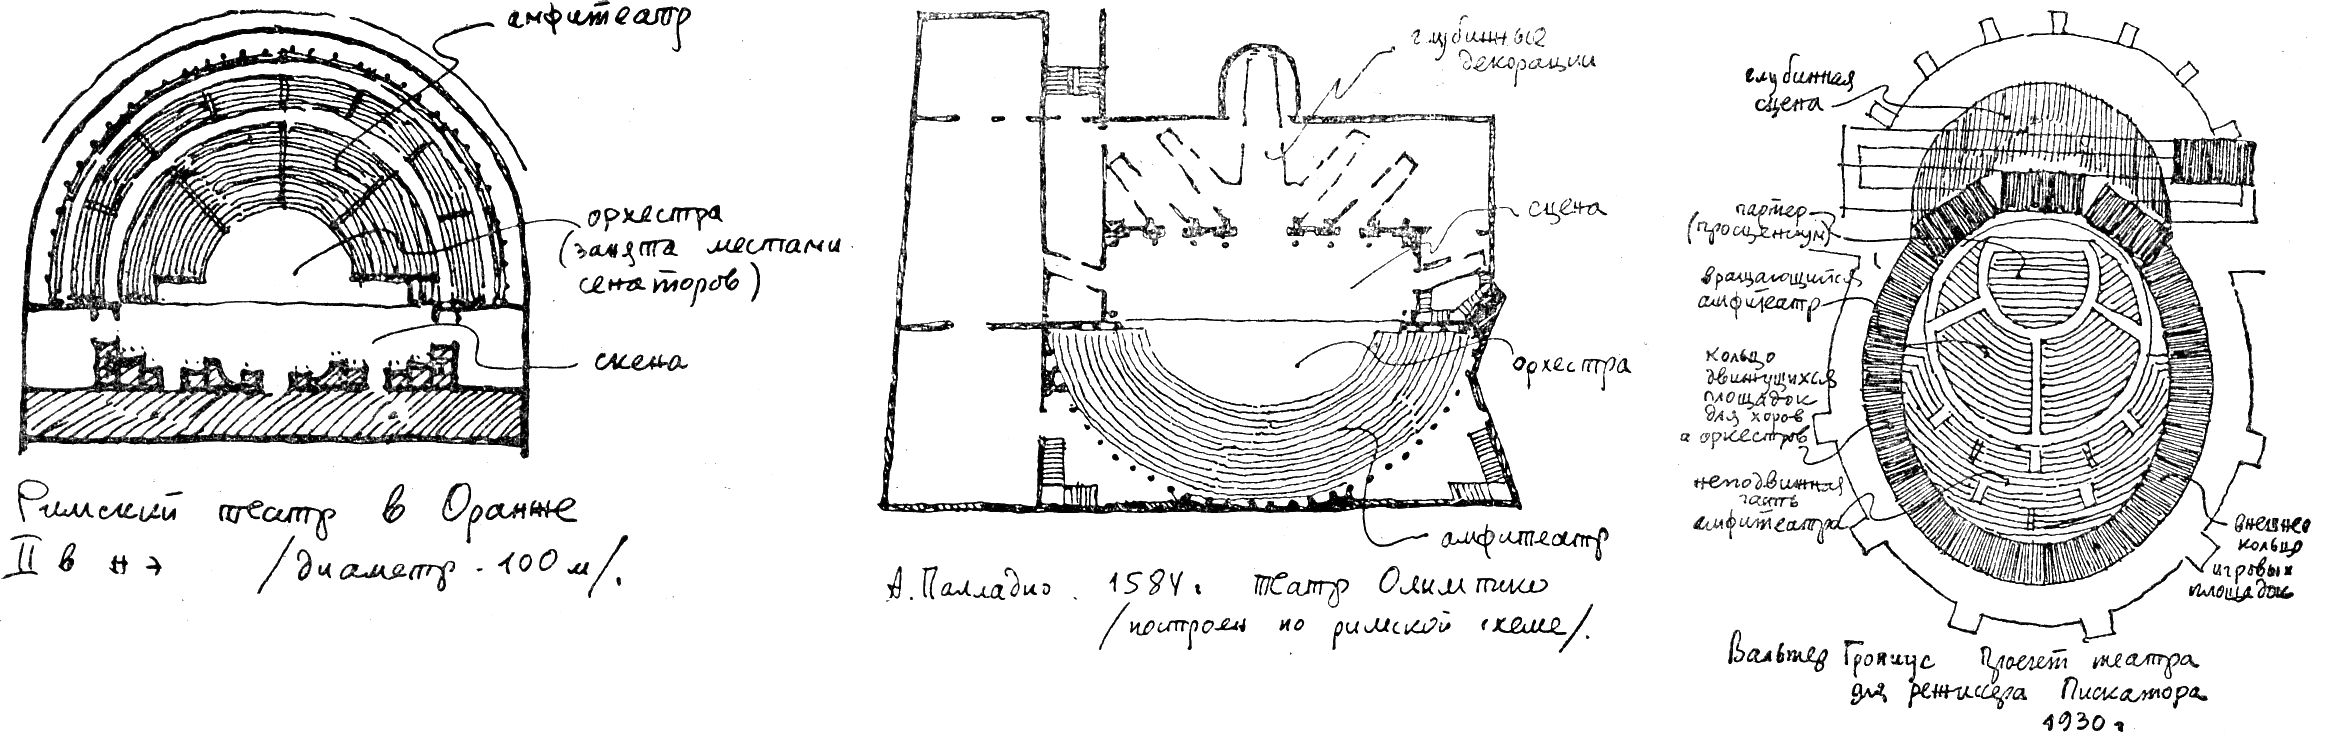 амфитеатр
орхестра
(занята местами
сенаторов)
скена
Римский театр в Оранже
II в н э /диаметр - 100 м/.
глубинные
декорации
сцена
орхестра
амфитеатр
А. Палладио. 1584 г. театр Олимпико
/построен по римской схеме/.
глубинная
сцена
партер
(просцениум)
вращающийся
амфитеатр
кольцо
движущихся
площадок
для хоров
и оркестров
неподвижная
часть
амфитеатра
внешнее
кольцо
игровых
площадок
Вальтер Гропиус Проект театра
для режиссера Пискатора
1930 г